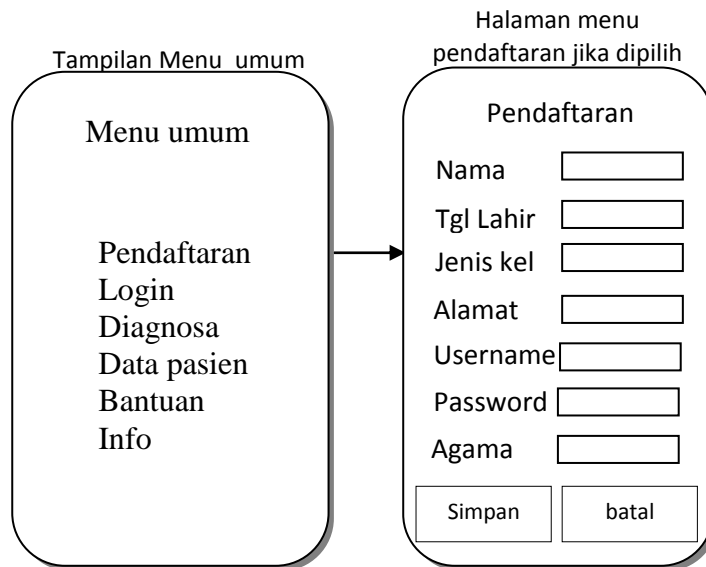 Tampilan Menu umum
Menu umum
Pendaftaran
Login
Diagnosa
Data pasien
Bantuan
Info
Halaman menu
pendaftaran jika dipilih
Pendaftaran
Nama
Tgl Lahir
Jenis kel
Alamat
Username
Password
Agama
Simpan
batal